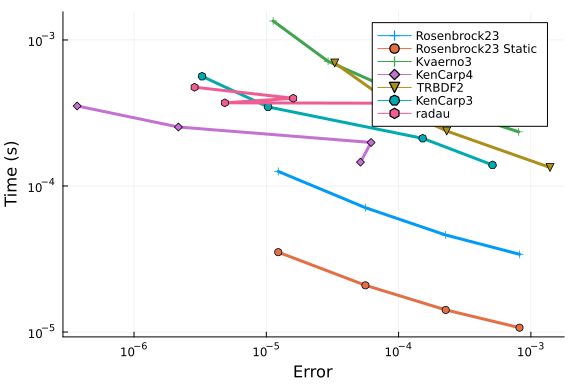 10⁻³
Rosenbrock23
Rosenbrock23 Static
Kvaerno3
KenCarp4
TRBDF2
KenCarp3
radau
Time (s)
10⁻⁴
10⁻⁵
10⁻⁶ 10⁻⁵ 10⁻⁴ 10⁻³
Error